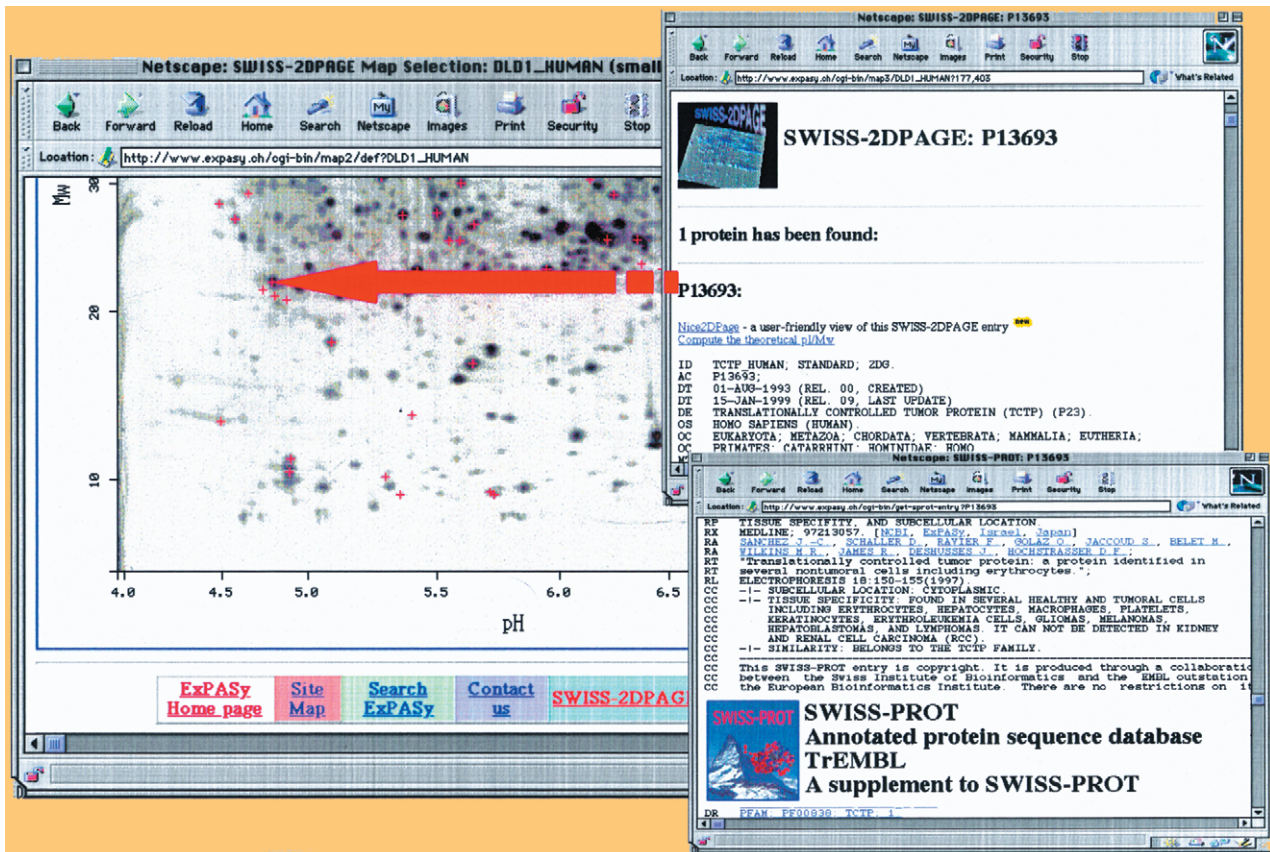 Netscape: SWISS-2DPAGE Map Selection: DLD1_HUMAN (small
Back Forward Reload Home Search Netscape Images Print Security Stop
Location: http://www.expasy.ch/cgi-bin/map2/def?DLD1_HUMAN
Mw
30
20
10
4.0 4.5 5.0 5.5 6.0 6.5
pH
ExPASy Home page
Site Map
Search ExPASy
Contact us
SWISS-2DPAG
Netscape: SWISS-2DPAGE: P13693
Back Forward Reload Home Search Netscape Images Print Security Stop
Location: http://www.expasy.ch/cgi-bin/map3/DLD1_HUMAN?177,403
What's Related
SWISS-2DPAGE
SWISS-2DPAGE: P13693
1 protein has been found:
P13693:
Nice2DPage - a user-friendly view of this SWISS-2DPAGE entry new
Compute the theoretical pI/Mw
ID TCTP_HUMAN; STANDARD; 2DG.
AC P13693;
DT 01-AUG-1993 (REL. 00, CREATED)
DT 15-JAN-1999 (REL. 09, LAST UPDATE)
DE TRANSLATIONALLY CONTROLLED TUMOR PROTEIN (TCTP) (P23).
OS HOMO SAPIENS (HUMAN).
OC EUKARYOTA; METAZOA; CHORDATA; VERTEBRATA; MAMMALIA; EUTHERIA;
OC PRIMATES; CATARRHINI; HOMINIDAE; HOMO
Netscape: SWISS-PROT: P13693
Back Forward Reload Home Search Netscape Images Print Security Stop
Location: http://www.expasy.ch/cgi-bin/get-sprot-entry?P13693
What's Related
RP TISSUE SPECIFITY, AND SUBCELLULAR LOCATION.
RX MEDLINE; 97213057. [NCBI, ExPASy, Israel, Japan]
RA SANCHEZ J.-C., SCHALLER D., RAVIER F., GOLAZ O., JACCOUD S., BELET M.,
RA WILKINS M.R., JAMES R., DESHUSSES J., HOCHSTRASSER D.F.;
RT "Translationally controlled tumor protein: a protein identified in
RT several nontumoral cells including erythrocytes.";
RL ELECTROPHORESIS 18:150-155(1997).
CC -!- SUBCELLULAR LOCATION: CYTOPLASMIC.
CC -!- TISSUE SPECIFICITY: FOUND IN SEVERAL HEALTHY AND TUMORAL CELLS
CC INCLUDING ERYTHROCYTES, HEPATOCYTES, MACROPHAGES, PLATELETS,
CC KERATINOCYTES, ERYTHROLEUKEMIA CELLS, GLIOMAS, MELANOMAS,
CC HEPATOBLASTOMAS, AND LYMPHOMAS. IT CAN NOT BE DETECTED IN KIDNEY
CC AND RENAL CELL CARCINOMA (RCC).
CC -!- SIMILARITY: BELONGS TO THE TCTP FAMILY.
CC
CC This SWISS-PROT entry is copyright. It is produced through a collaboratio
CC between the Swiss Institute of Bioinformatics and the EMBL outstation
CC the European Bioinformatics Institute. There are no restrictions on it
SWISS-PROT
SWISS-PROT
Annotated protein sequence database
TrEMBL
A supplement to SWISS-PROT
DR PFAM; PF00838; TCTP; 1.